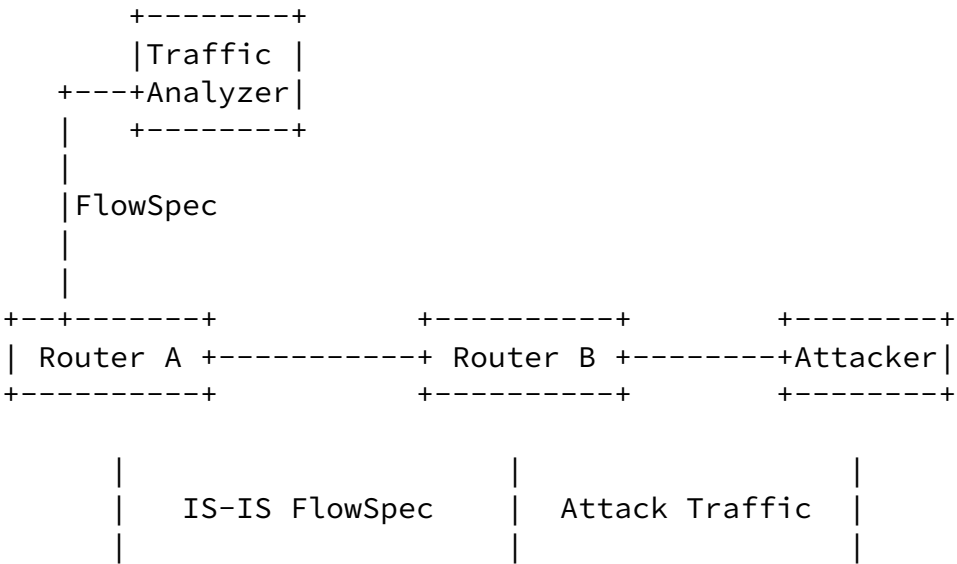 Traffic
Analyzer
FlowSpec
Router A Router B Attacker
IS-IS FlowSpec Attack Traffic